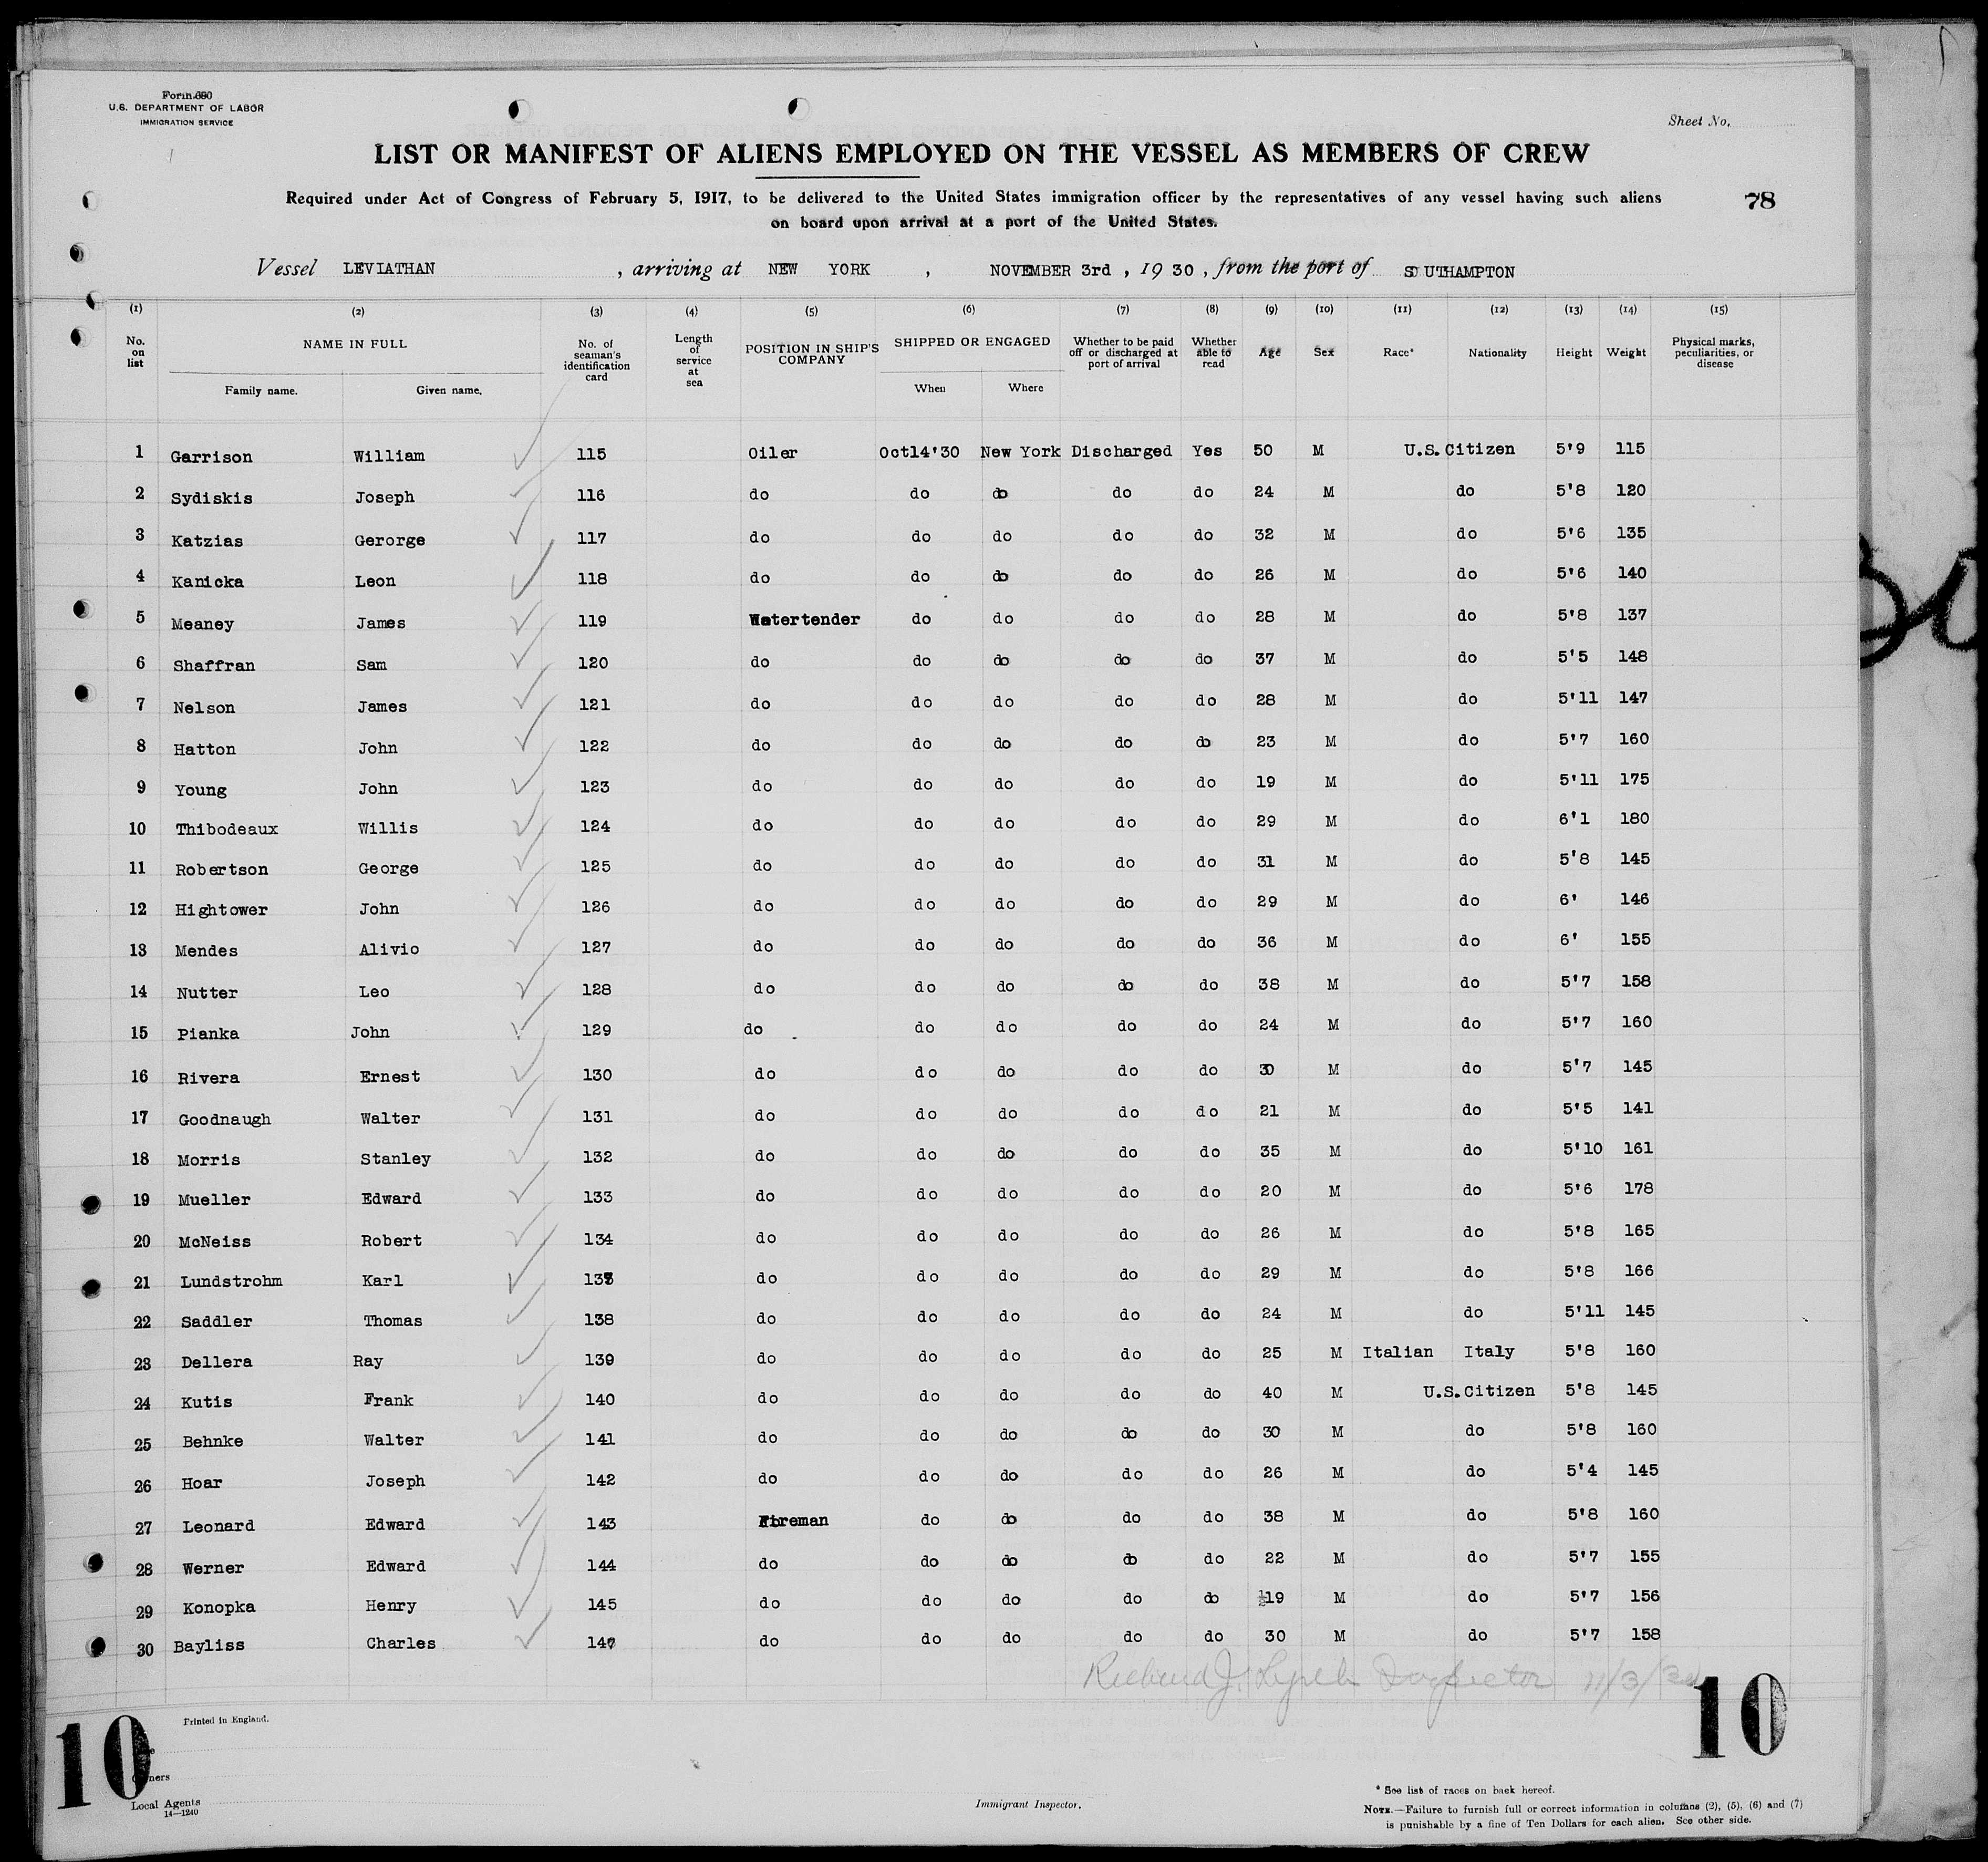 Form 690
U.S. DEPARTMENT OF LABOR
IMMIGRATION SERVICE
Sheet No.
LIST OR MANIFEST OF ALIENS EMPLOYED ON THE VESSEL AS MEMBERS OF CREW
Required under Act of Congress of February 5, 1917, to be delivered to the United States immigration officer by the representatives of any vessel having such aliens
on board upon arrival at a port of the United States.
78
Vessel LEVIATHAN , arriving at NEW YORK , NOVEMBER 3rd , 19 30 , from the port of SOUTHAMPTON
(1) (2) (3) (4) (5) (6) (7) (8) (9) (10) (11) (12) (13) (14) (15)
No. on list NAME IN FULL Family name. Given name. No. of seaman's identification card Length of service at sea POSITION IN SHIP'S COMPANY SHIPPED OR ENGAGED When Where Whether to be paid off or discharged at port of arrival Whether able to read Age Sex Race* Nationality Height Weight Physical marks, peculiarities, or disease
1 Garrison William 115 Oiler Oct14'30 New York Discharged Yes 50 M U.S.Citizen 5'9 115
2 Sydiskis Joseph 116 do do do do do 24 M do 5'8 120
3 Katzias Gerorge 117 do do do do do 32 M do 5'6 135
4 Kanicka Leon 118 do do do do do 26 M do 5'6 140
5 Meaney James 119 Watertender do do do do 28 M do 5'8 137
6 Shaffran Sam 120 do do do do do 37 M do 5'5 148
7 Nelson James 121 do do do do do 28 M do 5'11 147
8 Hatton John 122 do do do do do 23 M do 5'7 160
9 Young John 123 do do do do do 19 M do 5'11 175
10 Thibodeaux Willis 124 do do do do do 29 M do 6'1 180
11 Robertson George 125 do do do do do 31 M do 5'8 145
12 Hightower John 126 do do do do do 29 M do 6' 146
13 Mendes Alivio 127 do do do do do 36 M do 6' 155
14 Nutter Leo 128 do do do do do 38 M do 5'7 158
15 Pianka John 129 do do do do do 24 M do 5'7 160
16 Rivera Ernest 130 do do do do do 30 M do 5'7 145
17 Goodnaugh Walter 131 do do do do do 21 M do 5'5 141
18 Morris Stanley 132 do do do do do 35 M do 5'10 161
19 Mueller Edward 133 do do do do do 20 M do 5'6 178
20 McNeiss Robert 134 do do do do do 26 M do 5'8 165
21 Lundstrohm Karl do do do do do 29 M do 5'8 166
22 Saddler Thomas 138 do do do do do 24 M do 5'11 145
23 Dellera Ray 139 do do do do do 25 M Italian Italy 5'8 160
24 Kutis Frank 140 do do do do do 40 M U.S.Citizen 5'8 145
25 Behnke Walter 141 do do do do do 30 M do 5'8 160
26 Hoar Joseph 142 do do do do do 26 M do 5'4 145
27 Leonard Edward 143 Fireman do do do do 38 M do 5'8 160
28 Werner Edward 144 do do do do do 22 M do 5'7 155
29 Konopka Henry 145 do do do do do 19 M do 5'7 156
30 Bayliss Charles 147 do do do do do 30 M do 5'7 158
Richard J. Lynch Inspector 11/3/30
10
10
Printed in England.
Local Agents
14—1240
Immigrant Inspector.
* See list of races on back hereof.
NOTE.—Failure to furnish full or correct information in columns (2), (5), (6) and (7)
is punishable by a fine of Ten Dollars for each alien. See other side.